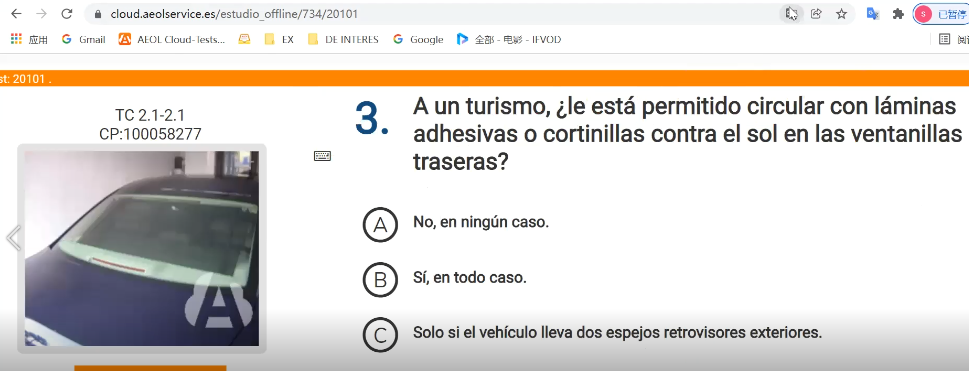 cloud.aeolservice.es/estudio_offline/734/20101
S 已暂停
应用 Gmail AEOL Cloud-Tests... EX DE INTERES Google 全部 - 电影 - IFVOD
st: 20101 .
TC 2.1-2.1
CP:100058277
3. A un turismo, ¿le está permitido circular con láminas
adhesivas o cortinillas contra el sol en las ventanillas
traseras?
A No, en ningún caso.
B Sí, en todo caso.
C Solo si el vehículo lleva dos espejos retrovisores exteriores.